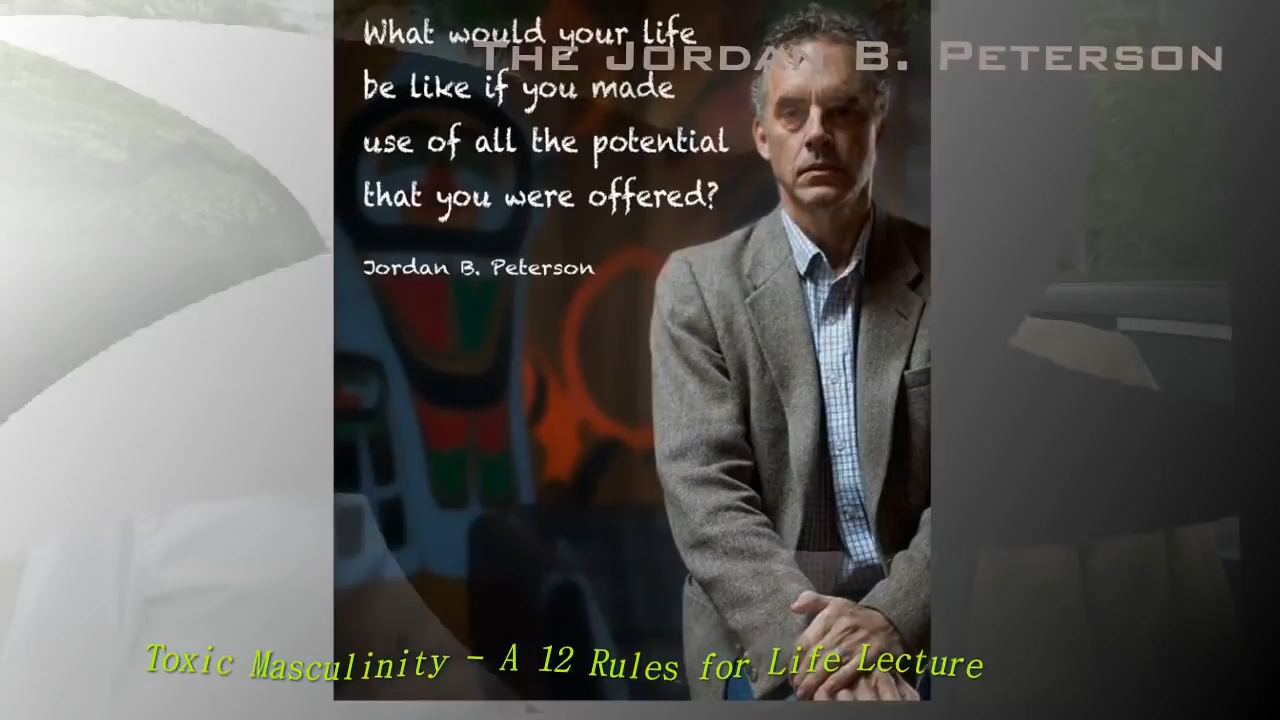 THE JORDAN B. PETERSON
What would your life
be like if you made
use of all the potential
that you were offered?
Jordan B. Peterson
Toxic Masculinity - A 12 Rules for Life Lecture